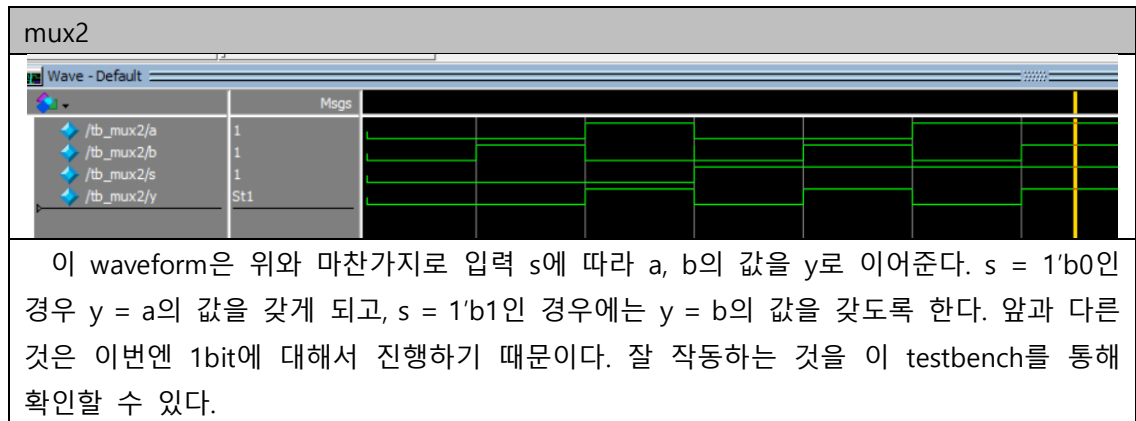 mux2
Wave - Default
Msgs
/tb_mux2/a 1
/tb_mux2/b 1
/tb_mux2/s 1
/tb_mux2/y St1
이 waveform은 위와 마찬가지로 입력 s에 따라 a, b의 값을 y로 이어준다. s = 1'b0인
경우 y = a의 값을 갖게 되고, s = 1'b1인 경우에는 y = b의 값을 갖도록 한다. 앞과 다른
것은 이번엔 1bit에 대해서 진행하기 때문이다. 잘 작동하는 것을 이 testbench를 통해
확인할 수 있다.